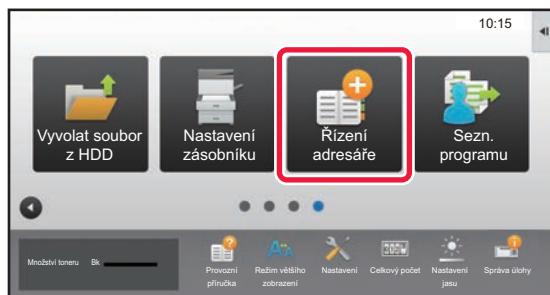 10:15
Vyvolat soubor
z HDD
Nastavení
zásobníku
Řízení
adresáře
Sezn.
programu
Množství toneru Bk
Provozní
příručka
Režim většího
zobrazení
Nastavení
Celkový počet
Nastavení
jasu
Správa úlohy